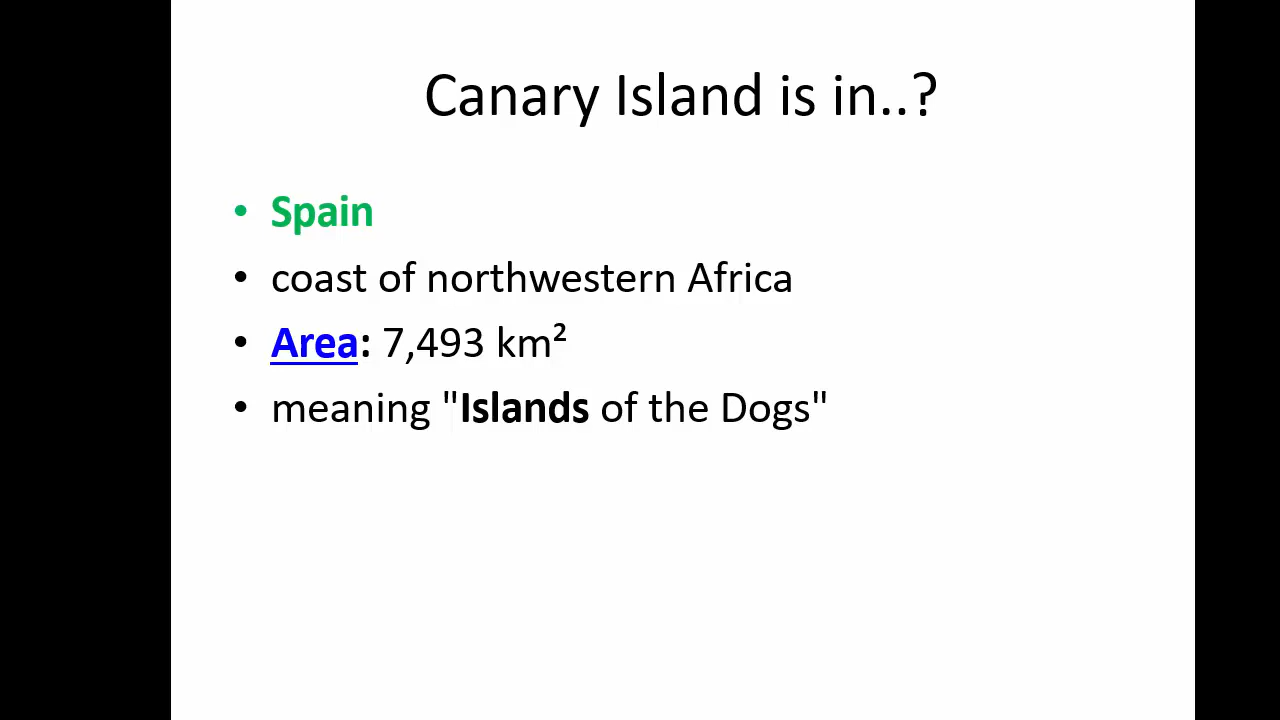 Canary Island is in..?
• Spain
• coast of northwestern Africa
• Area: 7,493 km²
• meaning "Islands of the Dogs"